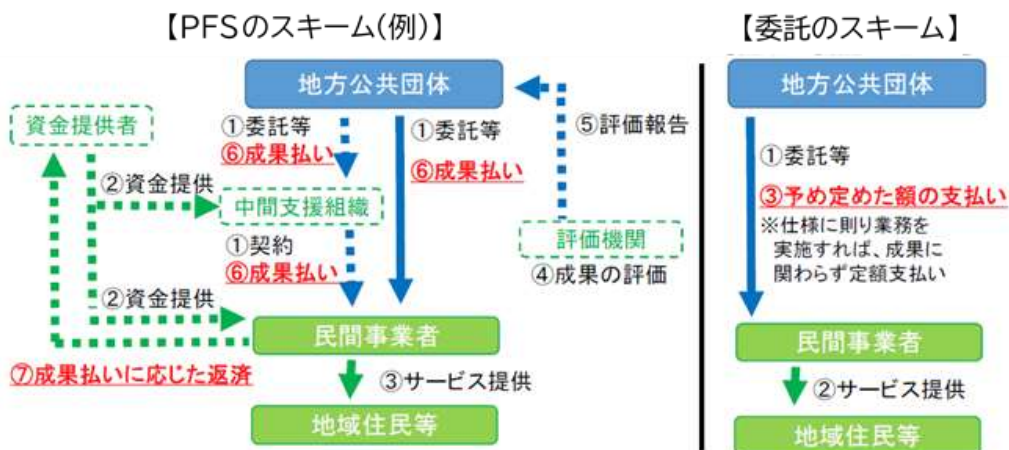 【PFSのスキーム(例)】
地方公共団体
資金提供者
①委託等
⑥成果払い
①委託等
⑥成果払い
⑤評価報告
②資金提供
中間支援組織
評価機関
①契約
⑥成果払い
④成果の評価
②資金提供
民間事業者
⑦成果払いに応じた返済
③サービス提供
地域住民等
【委託のスキーム】
地方公共団体
①委託等
③予め定めた額の支払い
※仕様に則り業務を
実施すれば、成果に
関わらず定額支払い
民間事業者
②サービス提供
地域住民等